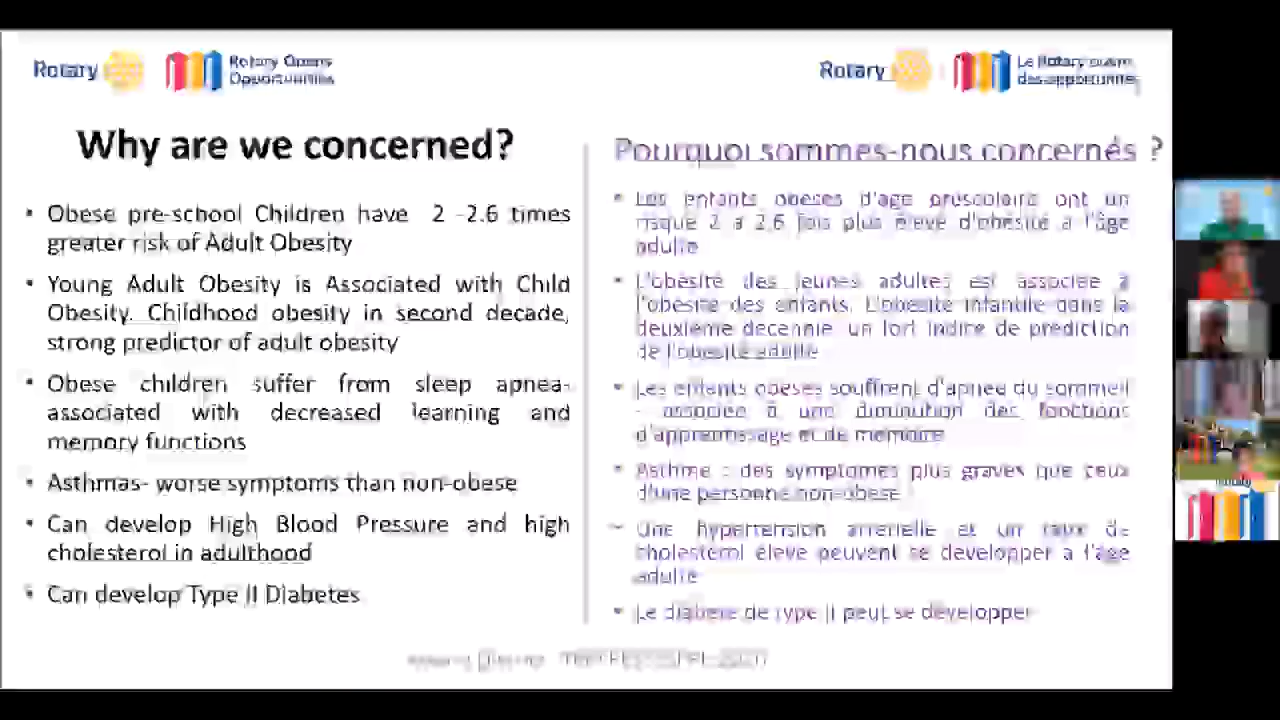 Rotary
Rotary Opens
Opportunities
Rotary
Le Rotary ouvre
des opportunités
Why are we concerned?
• Obese pre-school Children have 2 -2.6 times
greater risk of Adult Obesity
• Young Adult Obesity is Associated with Child
Obesity. Childhood obesity in second decade,
strong predictor of adult obesity
• Obese children suffer from sleep apnea-
associated with decreased learning and
memory functions
• Asthmas- worse symptoms than non-obese
• Can develop High Blood Pressure and high
cholesterol in adulthood
• Can develop Type II Diabetes
Pourquoi sommes-nous concernés ?
• Les enfants obèses d'âge préscolaire ont un
risque 2 à 2.6 fois plus élevé d'obésité à l'âge
adulte
• L'obésité des jeunes adultes est associée à
l'obésité des enfants. L'obésité infantile dans la
deuxième décennie, un fort indice de prédiction
de l'obésité adulte
• Les enfants obèses souffrent d'apnée du sommeil
- associée à une diminution des fonctions
d'apprentissage et de mémoire
• Asthme : des symptômes plus graves que ceux
d'une personne non-obèse
• Une hypertension artérielle et un taux de
cholestérol élevé peuvent se développer à l'âge
adulte
• Le diabète de type II peut se développer
Rotary